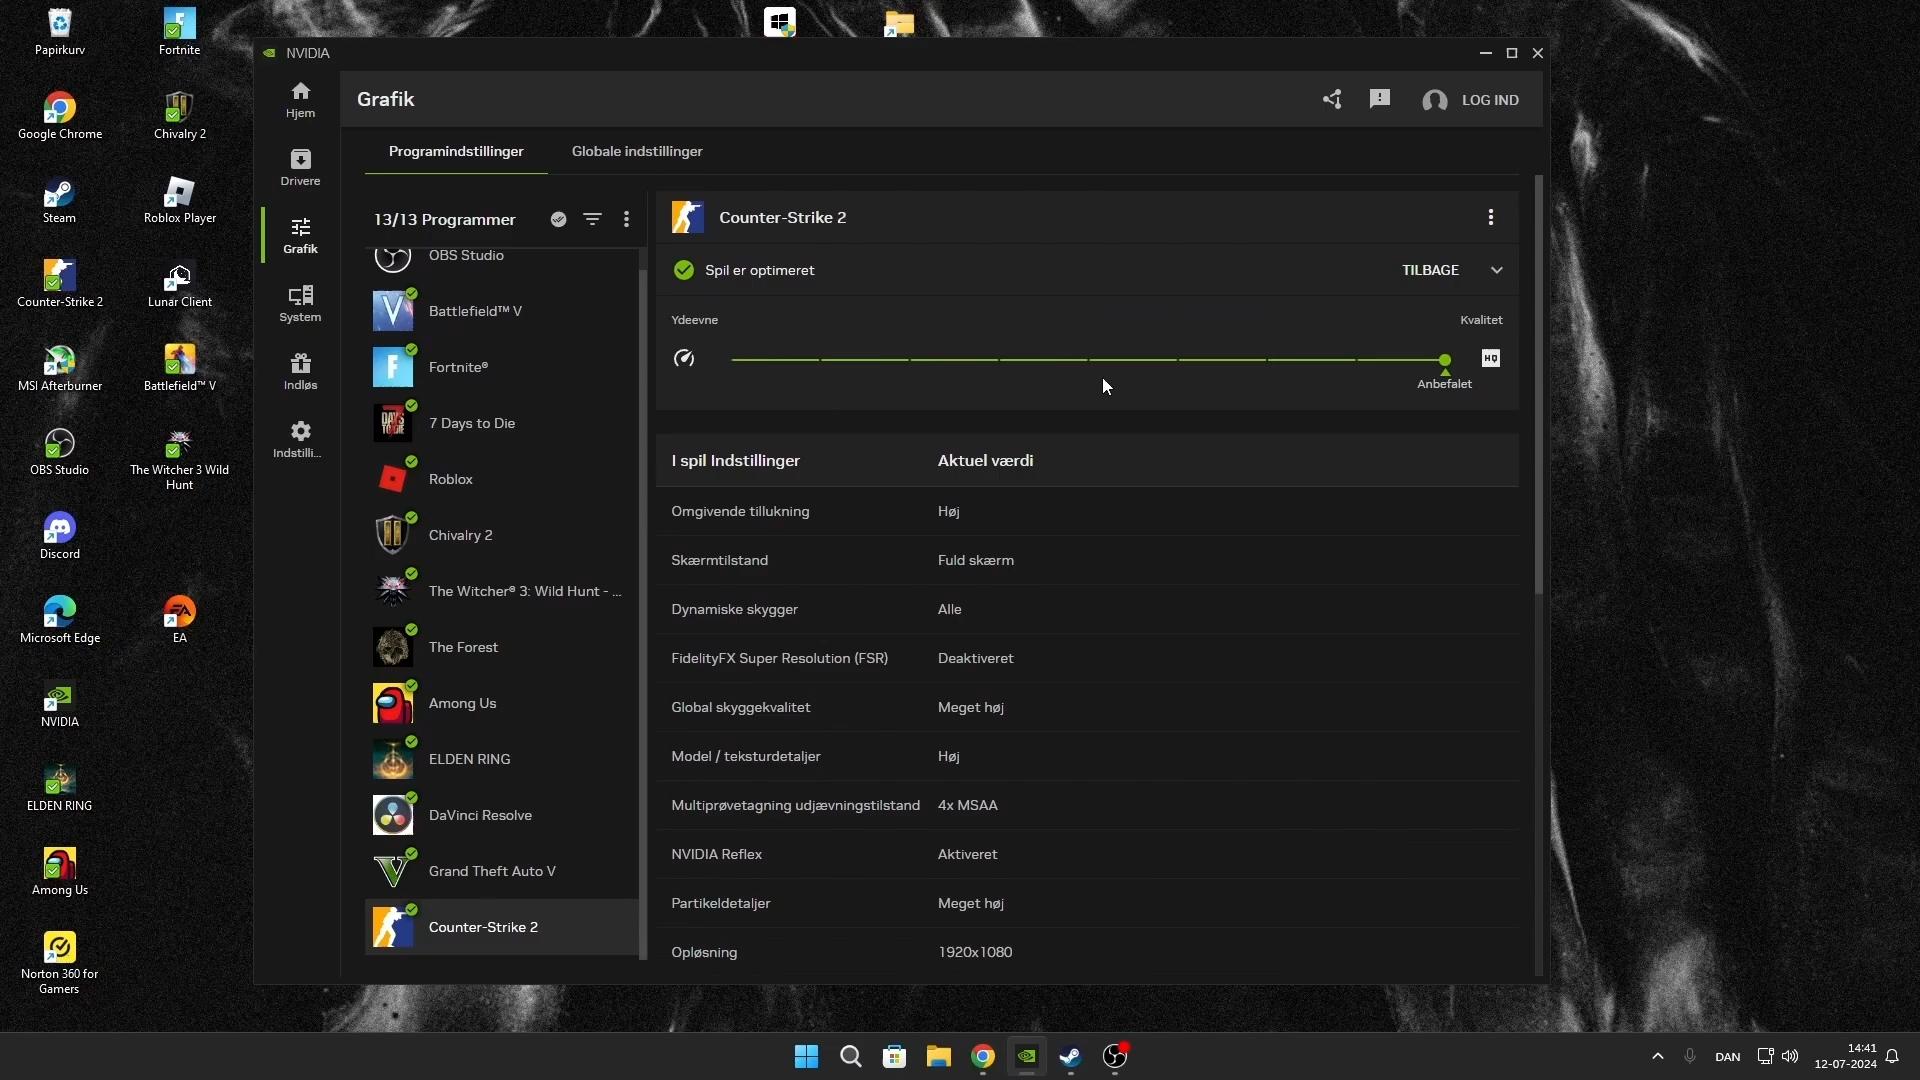 Papirkurv
Fortnite
Google Chrome
Chivalry 2
Steam
Roblox Player
Counter-Strike 2
Lunar Client
MSI Afterburner
Battlefield™ V
OBS Studio
The Witcher 3 Wild
Hunt
Discord
Microsoft Edge
EA
NVIDIA
ELDEN RING
Among Us
Norton 360 for
Gamers
NVIDIA
Hjem
Drivere
Grafik
System
Indløs
Indstilli...
Grafik
LOG IND
Programindstillinger
Globale indstillinger
13/13 Programmer
OBS Studio
Battlefield™ V
Fortnite®
7 Days to Die
Roblox
Chivalry 2
The Witcher® 3: Wild Hunt - ...
The Forest
Among Us
ELDEN RING
DaVinci Resolve
Grand Theft Auto V
Counter-Strike 2
Counter-Strike 2
Spil er optimeret
TILBAGE
Ydeevne
Kvalitet
HQ
Anbefalet
I spil Indstillinger
Aktuel værdi
Omgivende tillukning
Høj
Skærmtilstand
Fuld skærm
Dynamiske skygger
Alle
FidelityFX Super Resolution (FSR)
Deaktiveret
Global skyggekvalitet
Meget høj
Model / teksturdetaljer
Høj
Multiprøvetagning udjævningstilstand
4x MSAA
NVIDIA Reflex
Aktiveret
Partikeldetaljer
Meget høj
Opløsning
1920x1080
DAN
14:41
12-07-2024